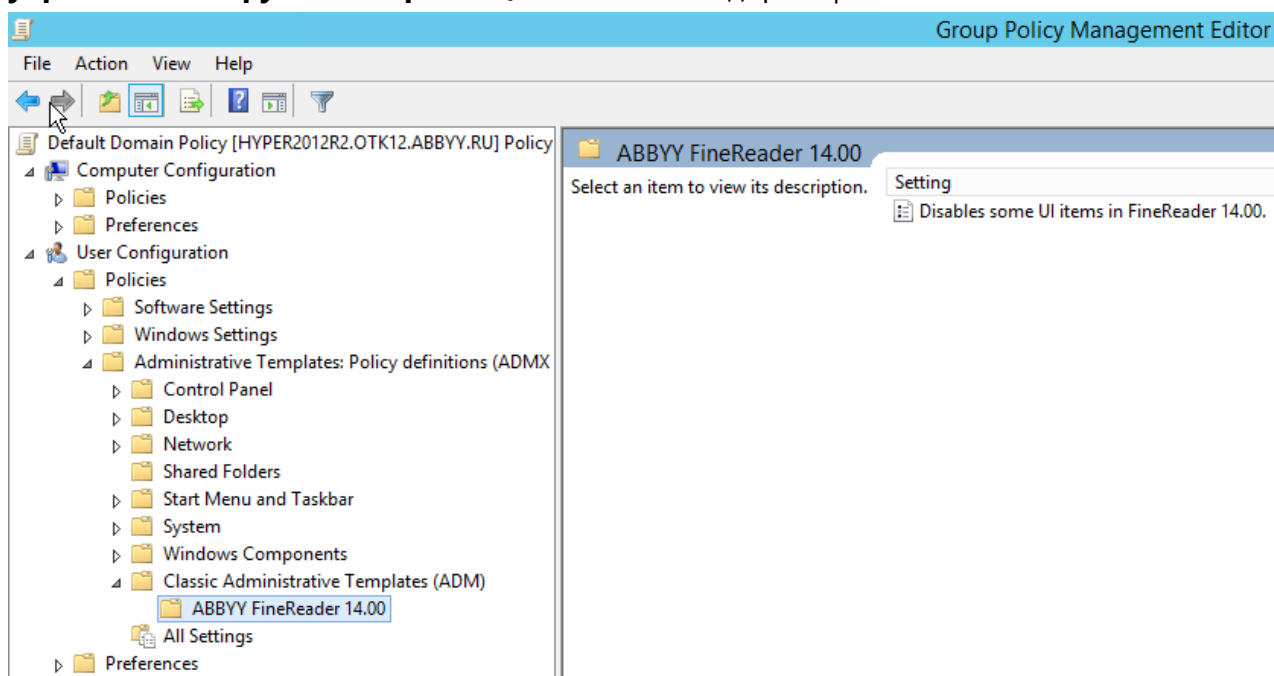 Group Policy Management Editor
File Action View Help
Default Domain Policy [HYPER2012R2.OTK12.ABBYY.RU] Policy
Computer Configuration
Policies
Preferences
User Configuration
Policies
Software Settings
Windows Settings
Administrative Templates: Policy definitions (ADMX
Control Panel
Desktop
Network
Shared Folders
Start Menu and Taskbar
System
Windows Components
Classic Administrative Templates (ADM)
ABBYY FineReader 14.00
All Settings
Preferences
ABBYY FineReader 14.00
Select an item to view its description.
Setting
Disables some UI items in FineReader 14.00.